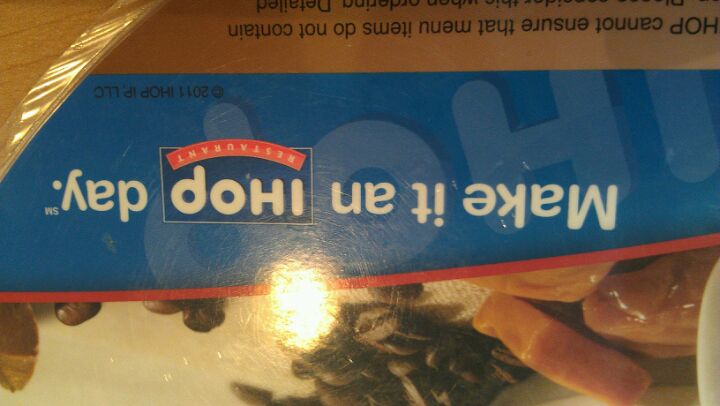 Make it an IHOP day.℠
RESTAURANT
© 2011 IHOP IP, LLC
HOP cannot ensure that menu items do not contain
Please consider this when ordering. Detailed